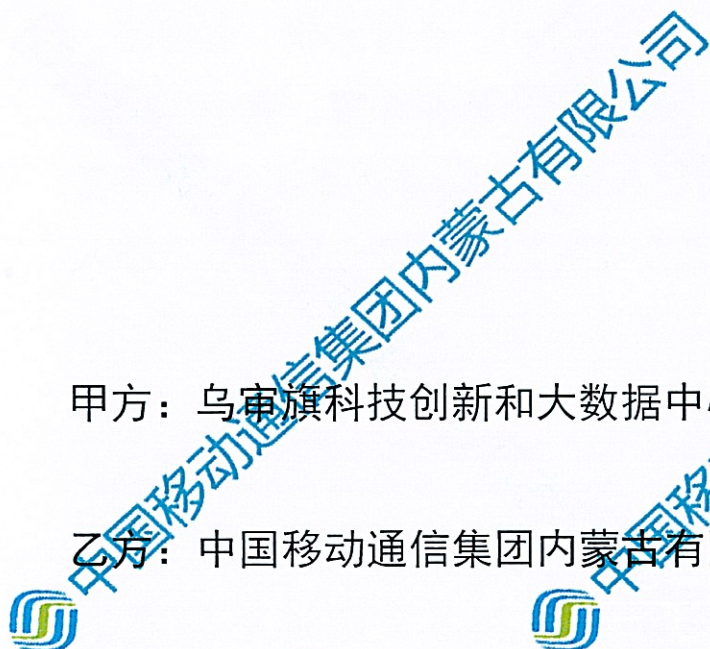 中国移动通信集团内蒙古有限公司
甲方：乌审旗科技创新和大数据中
乙方：中国移动通信集团内蒙古有
中国移